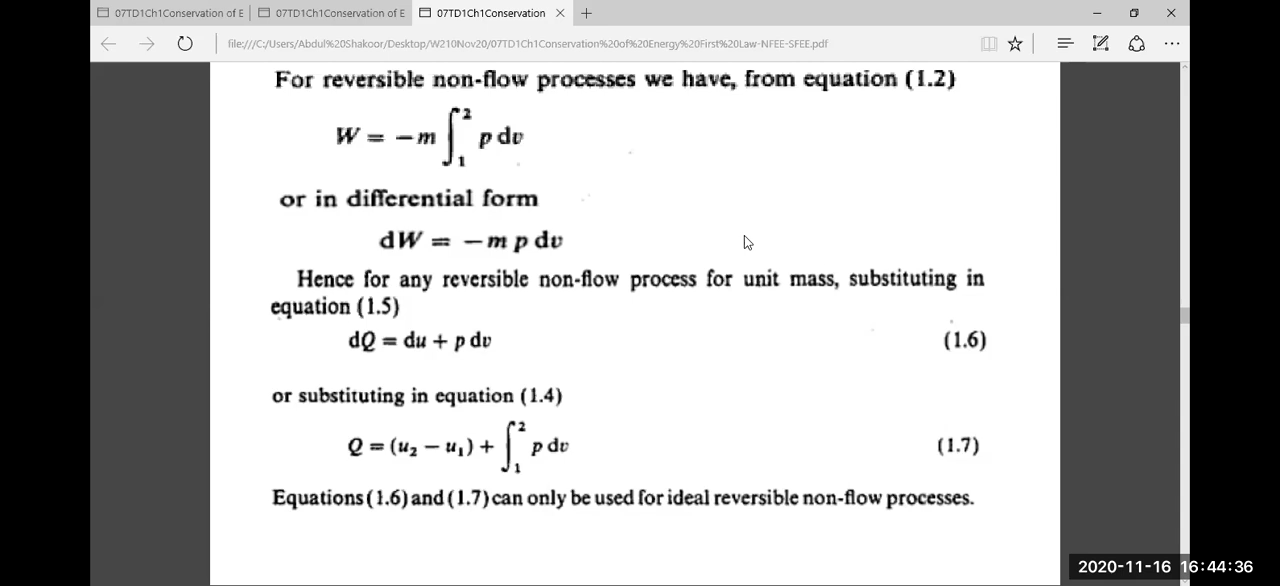 07TD1Ch1Conservation of E
07TD1Ch1Conservation of E
07TD1Ch1Conservation
file:///C:/Users/Abdul%20Shakoor/Desktop/W210Nov20/07TD1Ch1Conservation%20of%20Energy%20First%20Law-NFEE-SFEE.pdf
For reversible non-flow processes we have, from equation (1.2)
W = −m ∫₁² p dv
or in differential form
dW = −m p dv
Hence for any reversible non-flow process for unit mass, substituting in
equation (1.5)
dQ = du + p dv (1.6)
or substituting in equation (1.4)
Q = (u₂ − u₁) + ∫₁² p dv (1.7)
Equations (1.6) and (1.7) can only be used for ideal reversible non-flow processes.
2020-11-16 16:44:36